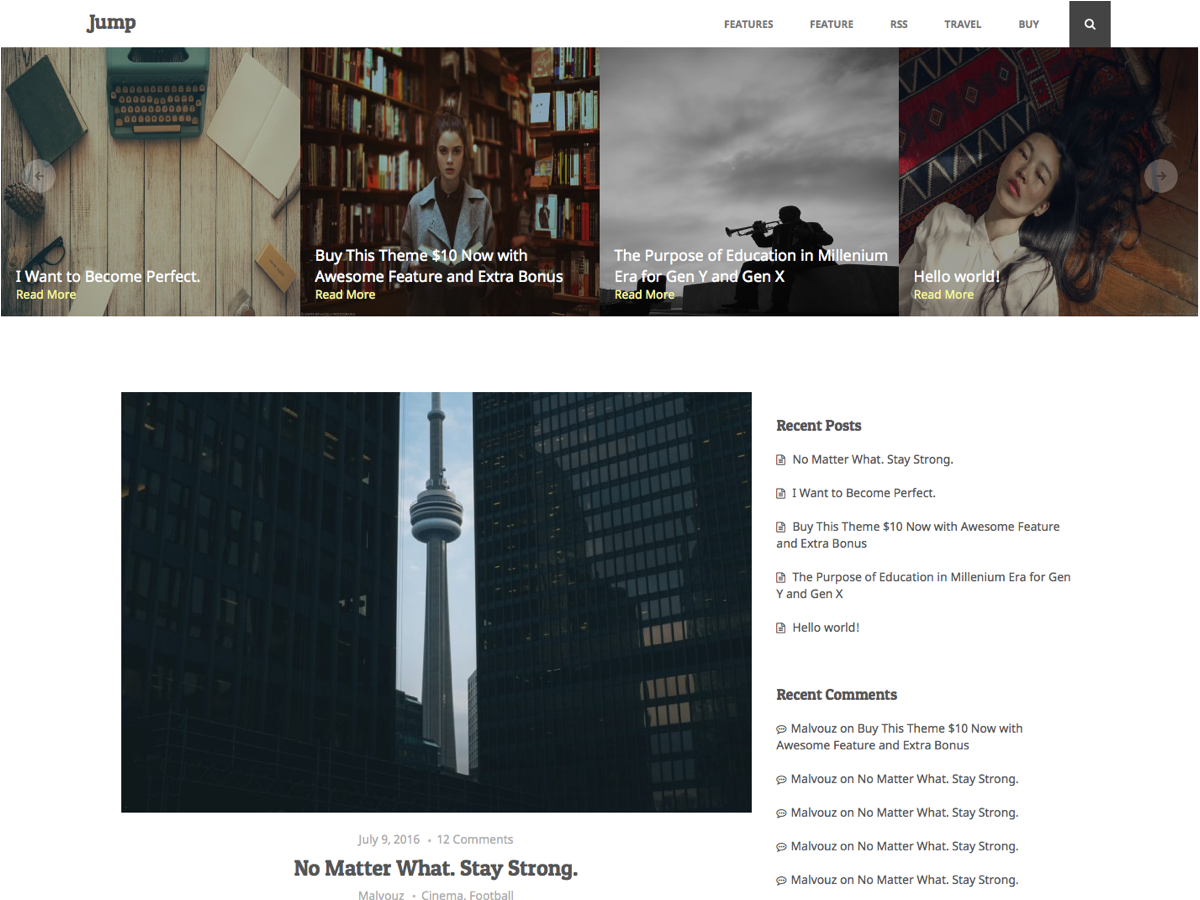 Jump
FEATURES
FEATURE
RSS
TRAVEL
BUY
I Want to Become Perfect.
Read More
Buy This Theme $10 Now with
Awesome Feature and Extra Bonus
Read More
The Purpose of Education in Millenium
Era for Gen Y and Gen X
Read More
Hello world!
Read More
July 9, 2016 • 12 Comments
No Matter What. Stay Strong.
Malvouz • Cinema, Football
Recent Posts
No Matter What. Stay Strong.
I Want to Become Perfect.
Buy This Theme $10 Now with Awesome Feature
and Extra Bonus
The Purpose of Education in Millenium Era for Gen
Y and Gen X
Hello world!
Recent Comments
Malvouz on Buy This Theme $10 Now with
Awesome Feature and Extra Bonus
Malvouz on No Matter What. Stay Strong.
Malvouz on No Matter What. Stay Strong.
Malvouz on No Matter What. Stay Strong.
Malvouz on No Matter What. Stay Strong.